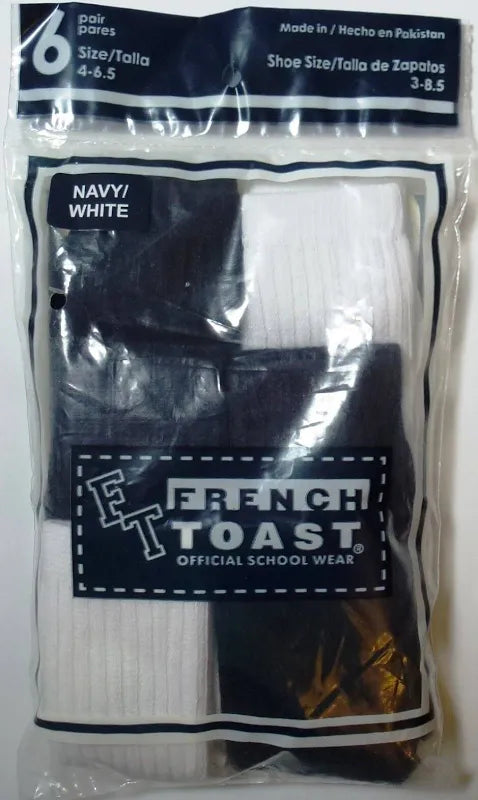 6 pair
pares
Size/Talla
4-6.5
Made in / Hecho en Pakistan
Shoe Size/Talla de Zapatos
3-8.5
NAVY/
WHITE
FT
FRENCH
TOAST®
OFFICIAL SCHOOL WEAR